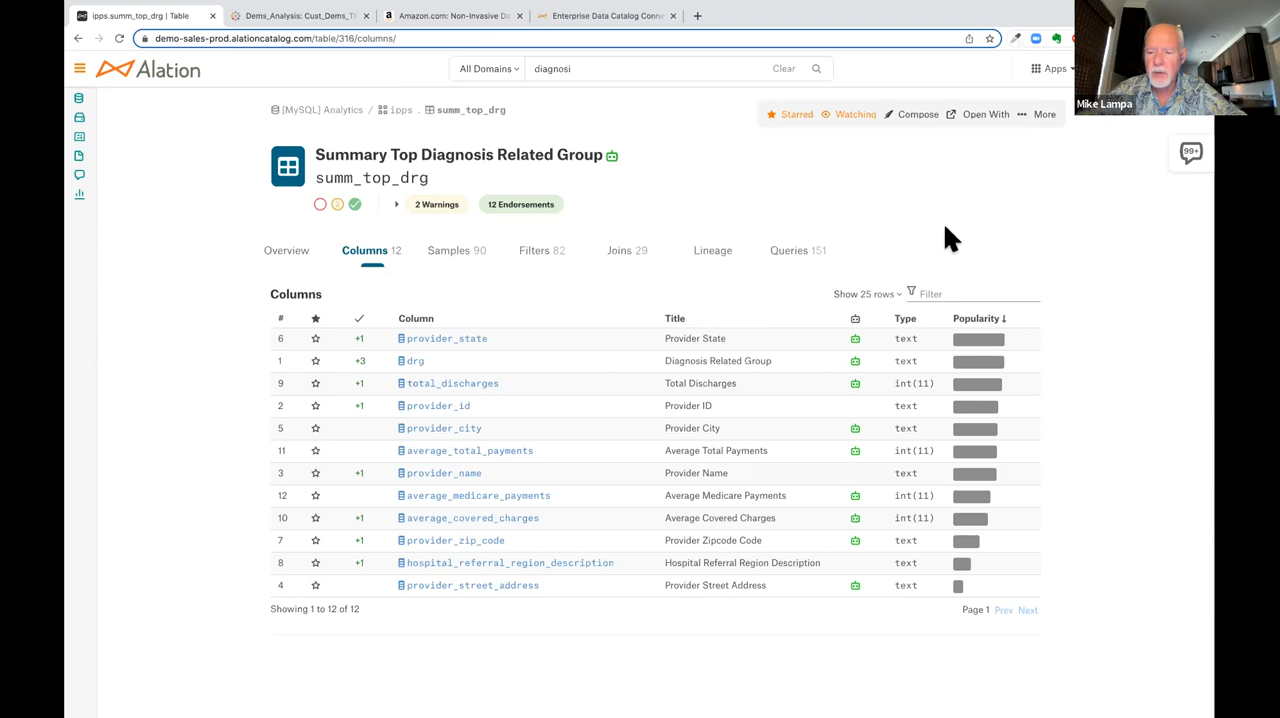 ipps.summ_top_drg | Table
Dems_Analysis: Cust_Dems_T
Amazon.com: Non-Invasive Da
Enterprise Data Catalog Conn
demo-sales-prod.alationcatalog.com/table/316/columns/
Alation
All Domains
diagnosi
Clear
Apps
Mike Lampa
[MySQL] Analytics / ipps . summ_top_drg
Starred
Watching
Compose
Open With
More
Summary Top Diagnosis Related Group
summ_top_drg
99+
2
2 Warnings
12 Endorsements
Overview
Columns 12
Samples 90
Filters 82
Joins 29
Lineage
Queries 151
Columns
Show 25 rows
Filter
# Column Title Type Popularity
6 +1 provider_state Provider State text
1 +3 drg Diagnosis Related Group text
9 +1 total_discharges Total Discharges int(11)
2 +1 provider_id Provider ID text
5 provider_city Provider City text
11 average_total_payments Average Total Payments int(11)
3 +1 provider_name Provider Name text
12 average_medicare_payments Average Medicare Payments int(11)
10 +1 average_covered_charges Average Covered Charges int(11)
7 +1 provider_zip_code Provider Zipcode Code text
8 +1 hospital_referral_region_description Hospital Referral Region Description text
4 provider_street_address Provider Street Address text
Showing 1 to 12 of 12
Page 1 Prev Next